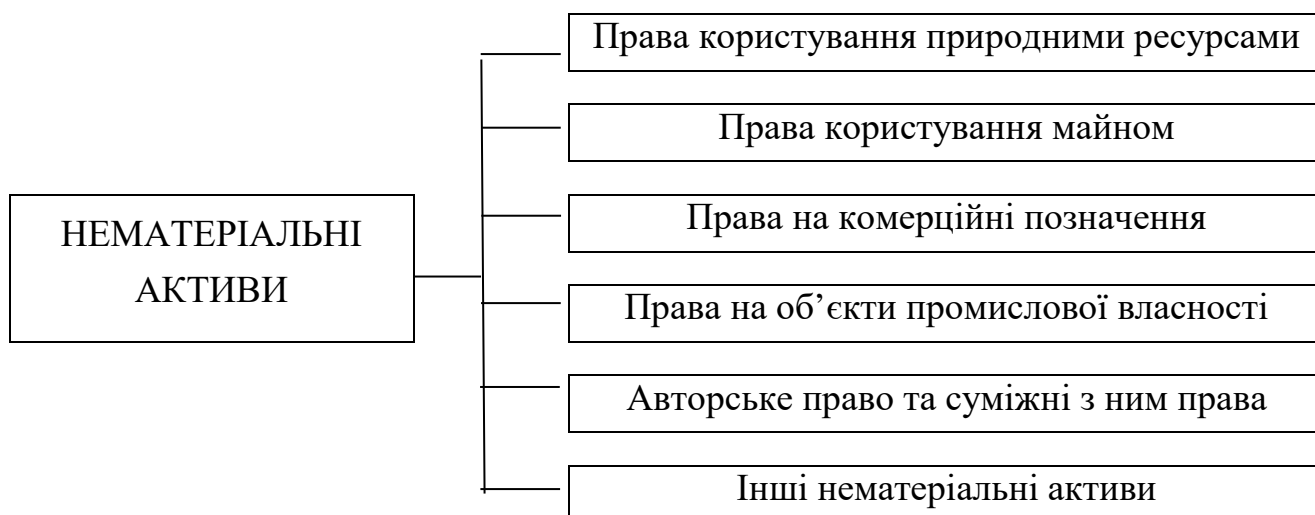 Права користування природними ресурсами
Права користування майном
Права на комерційні позначення
НЕМАТЕРІАЛЬНІ
АКТИВИ
Права на об’єкти промислової власності
Авторське право та суміжні з ним права
Інші нематеріальні активи